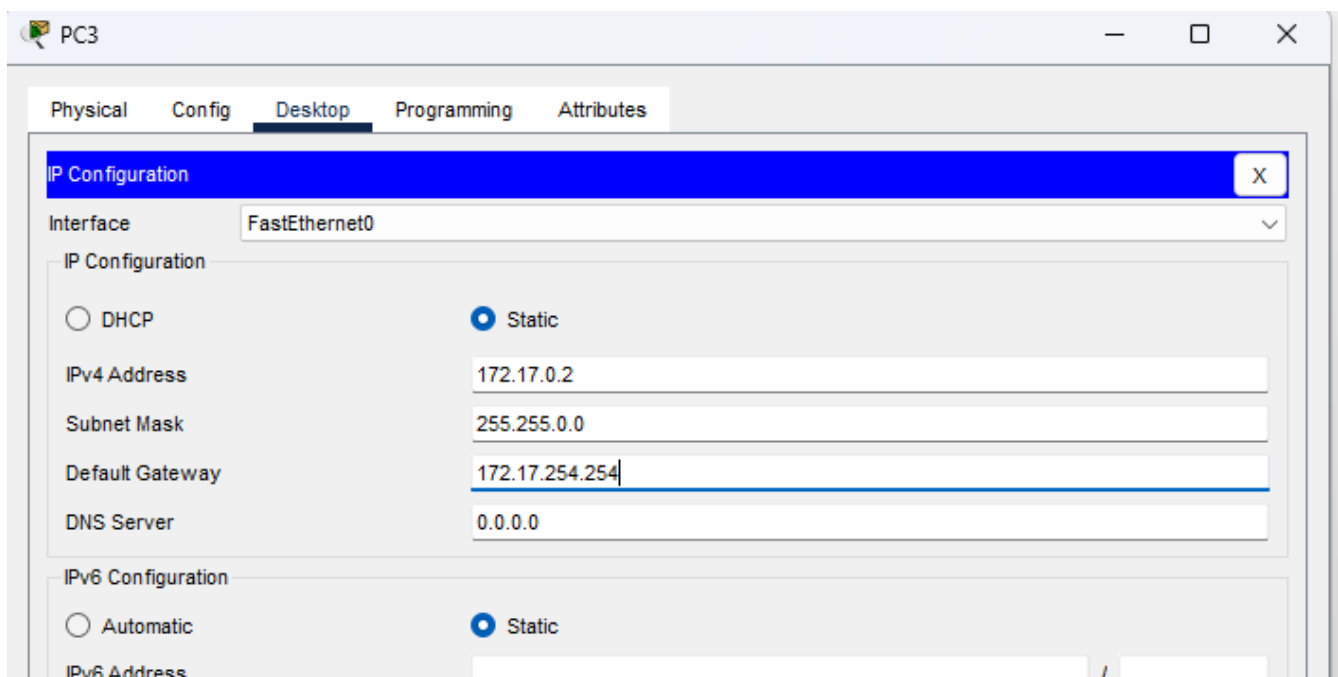 PC3
Physical Config Desktop Programming Attributes
IP Configuration X
Interface FastEthernet0
IP Configuration
DHCP Static
IPv4 Address 172.17.0.2
Subnet Mask 255.255.0.0
Default Gateway 172.17.254.254
DNS Server 0.0.0.0
IPv6 Configuration
Automatic Static
IPv6 Address /